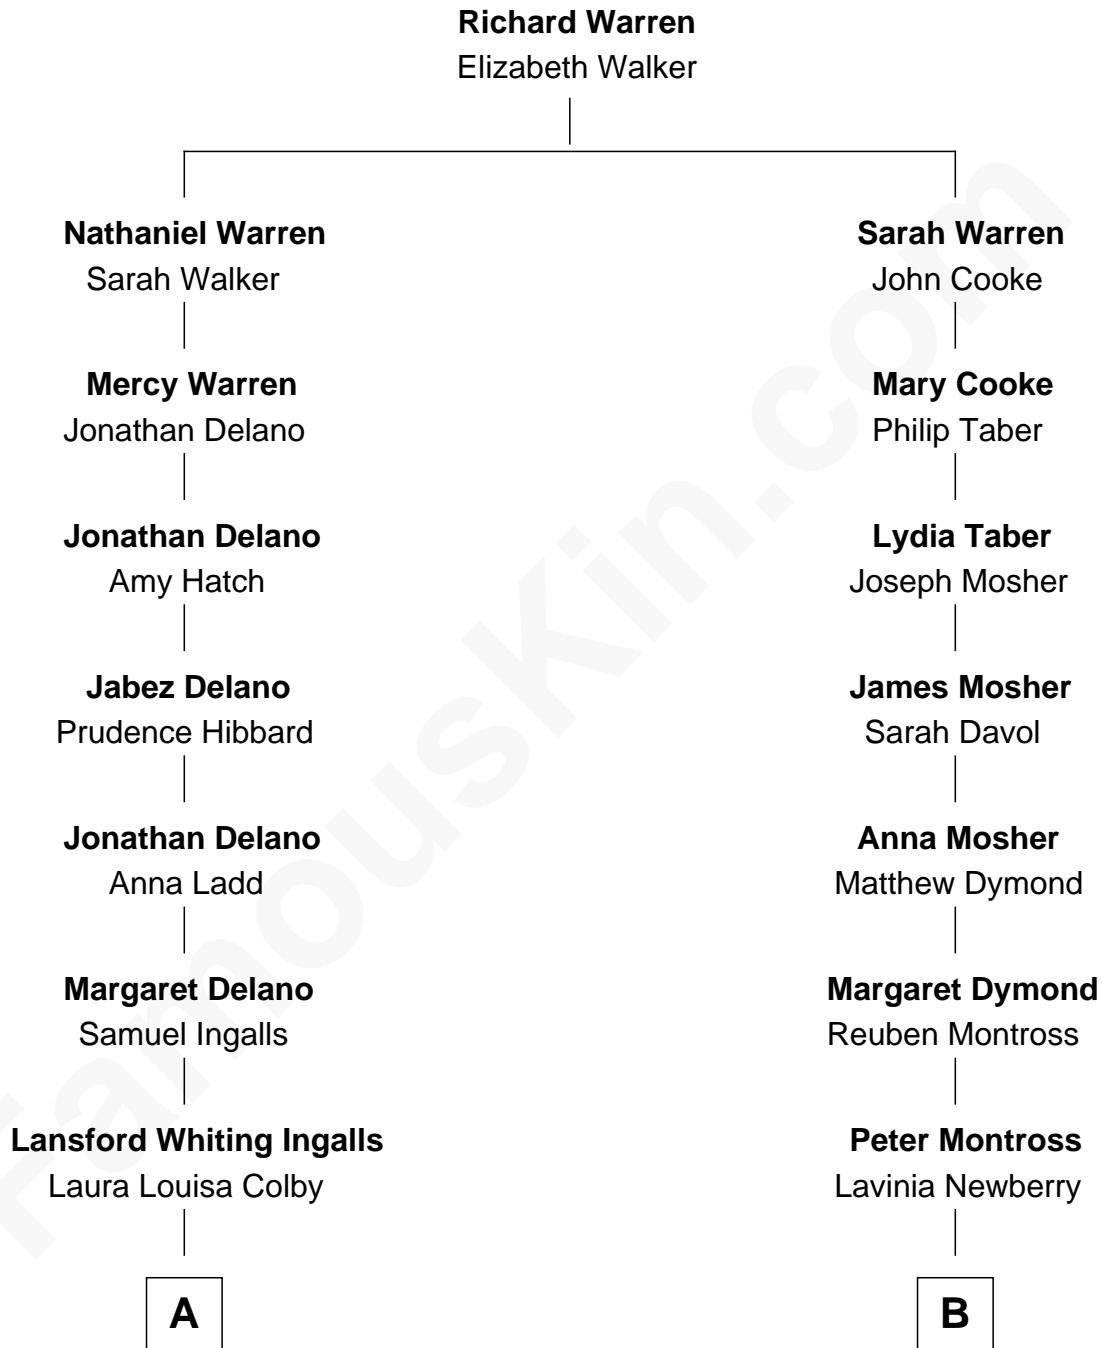 Richard Warren
Elizabeth Walker
Nathaniel Warren
Sarah Walker
Mercy Warren
Jonathan Delano
Jonathan Delano
Amy Hatch
Jabez Delano
Prudence Hibbard
Jonathan Delano
Anna Ladd
Margaret Delano
Samuel Ingalls
Lansford Whiting Ingalls
Laura Louisa Colby
A
Sarah Warren
John Cooke
Mary Cooke
Philip Taber
Lydia Taber
Joseph Mosher
James Mosher
Sarah Davol
Anna Mosher
Matthew Dymond
Margaret Dymond
Reuben Montross
Peter Montross
Lavinia Newberry
B
FamousKin.com